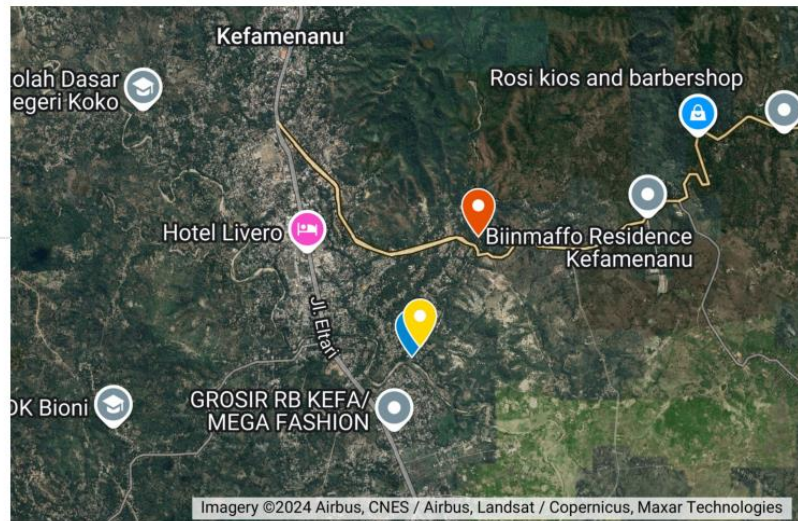 Kefamenanu
olah Dasar
egeri Koko
Rosi kios and barbershop
Hotel Livero
Biinmaffo Residence
Kefamenanu
Jl. Eltari
GROSIR RB KEFA/
MEGA FASHION
OK Bioni
Imagery ©2024 Airbus, CNES / Airbus, Landsat / Copernicus, Maxar Technologies